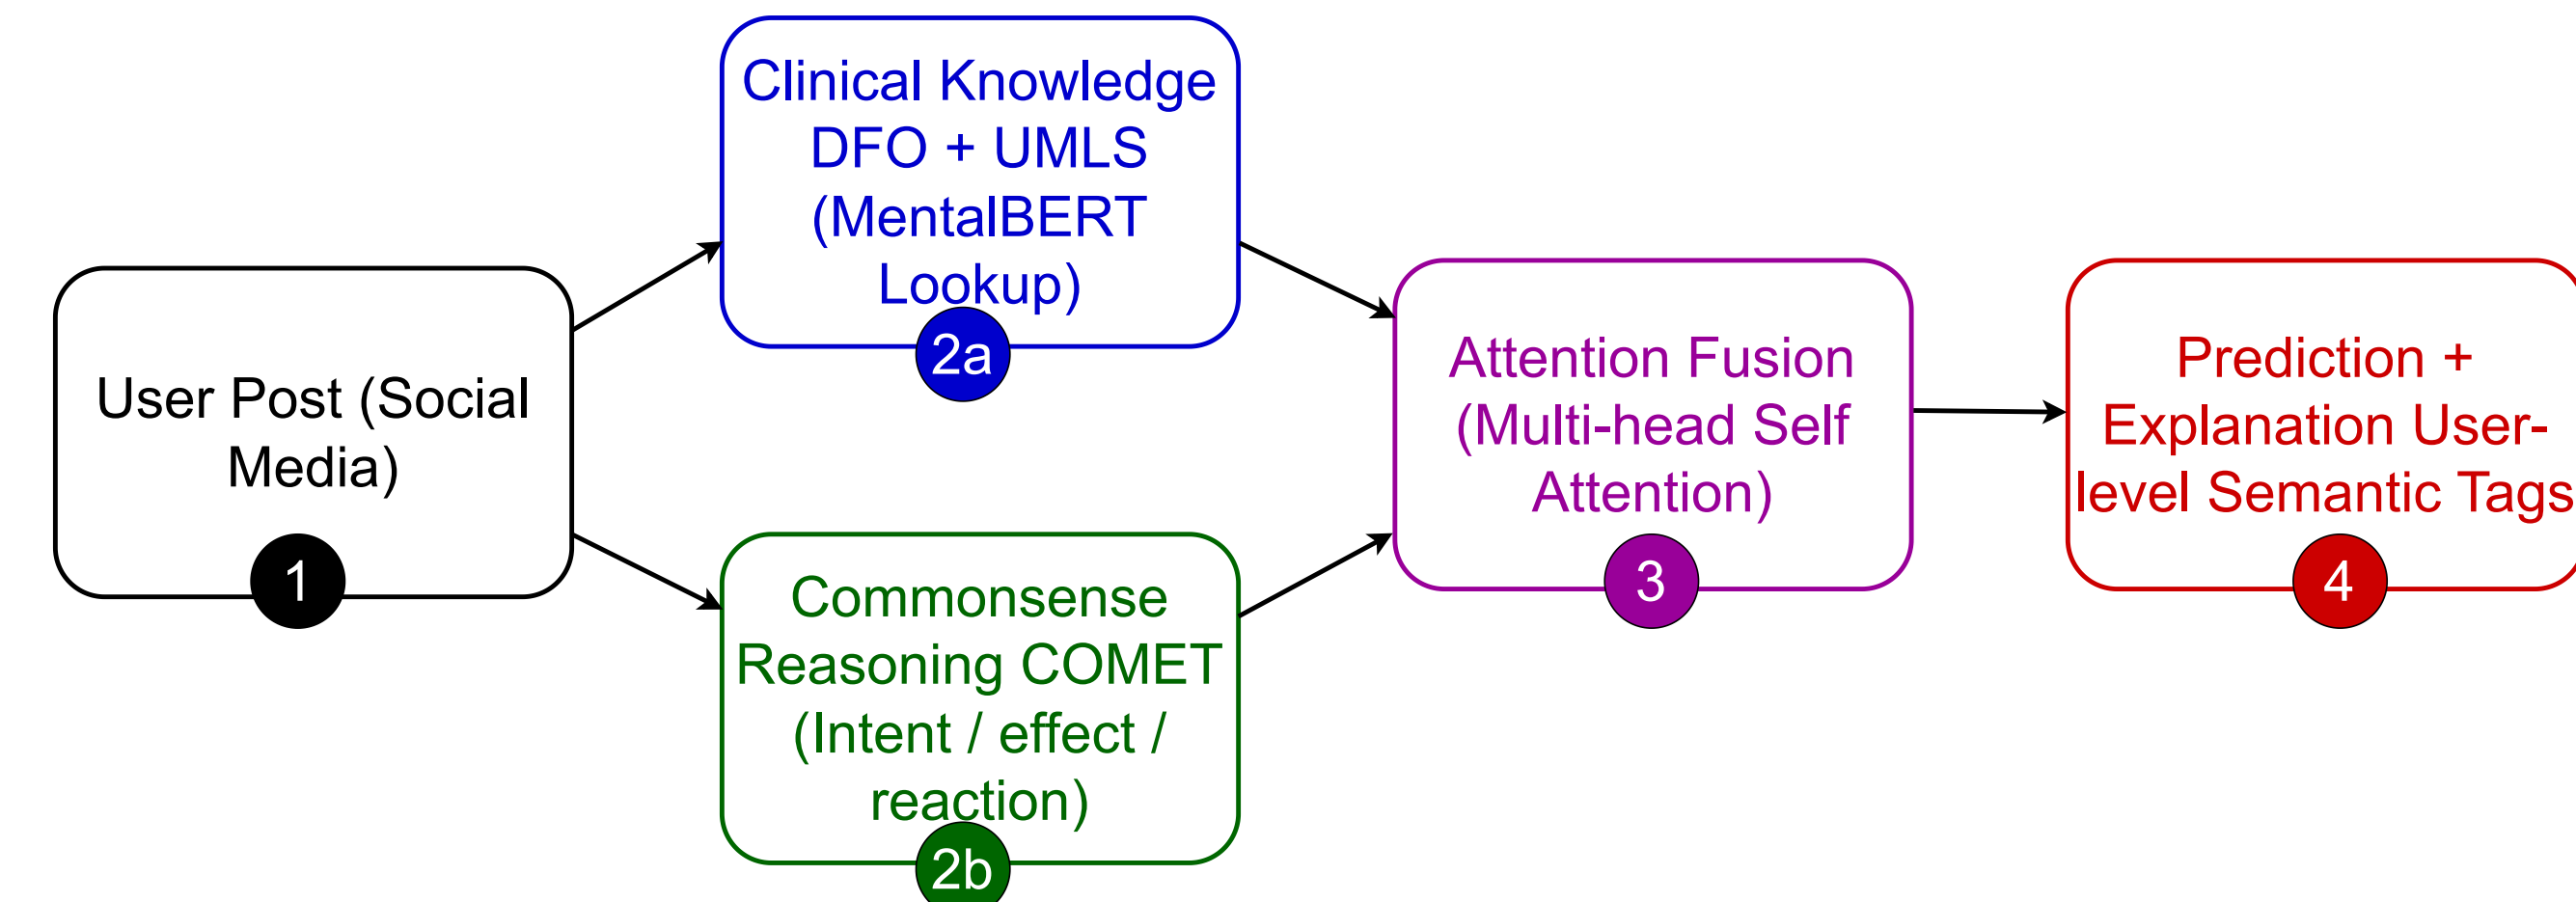 User Post (Social
Media)
1
Clinical Knowledge
DFO + UMLS
(MentalBERT
Lookup)
2a
Commonsense
Reasoning COMET
(Intent / effect /
reaction)
2b
Attention Fusion
(Multi-head Self
Attention)
3
Prediction +
Explanation User-
level Semantic Tags
4